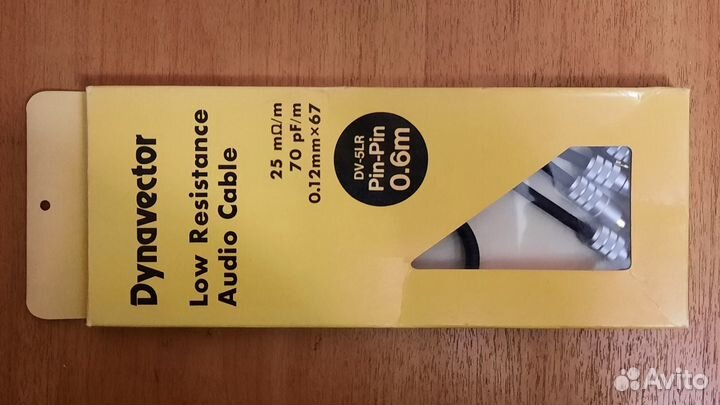 Dynavector
Low Resistance
Audio Cable
25 mΩ/m
70 pF/m
0.12mm×67
DV-5LR
Pin-Pin
0.6m
Avito